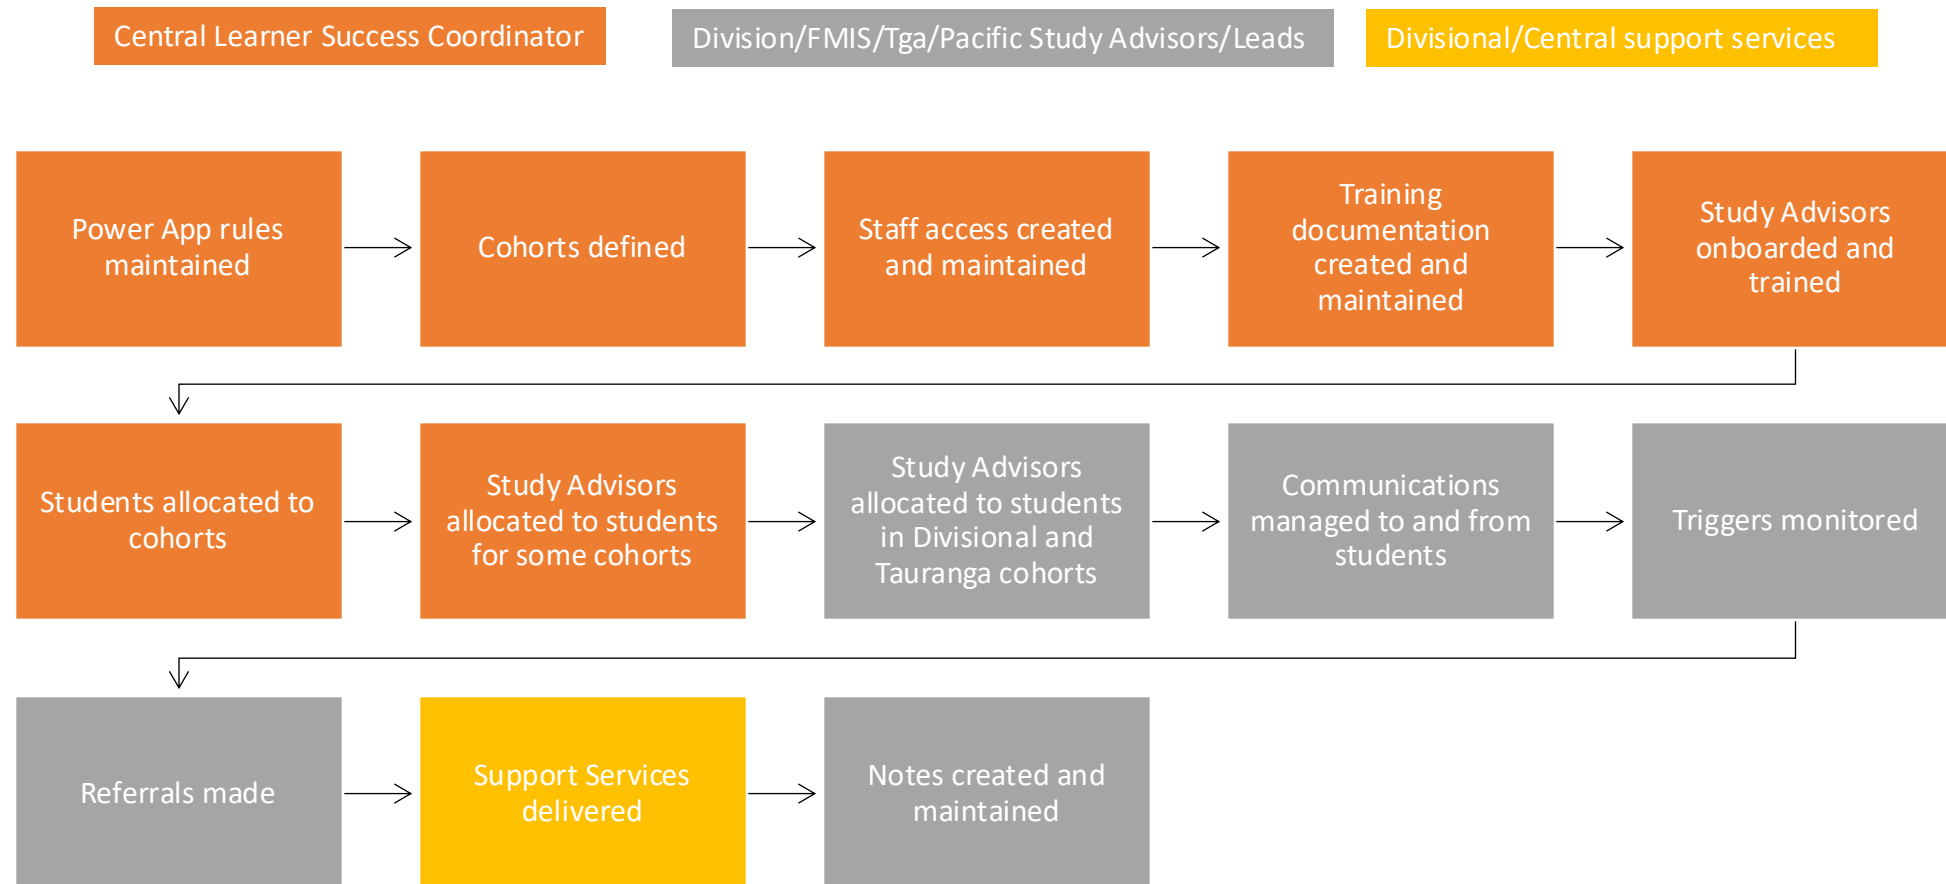 Central Learner Success Coordinator
Division/FMIS/Tga/Pacific Study Advisors/Leads
Divisional/Central support services
Power App rules
maintained
Cohorts defined
Staff access created
and maintained
Training
documentation
created and
maintained
Study Advisors
onboarded and
trained
Students allocated to
cohorts
Study Advisors
allocated to students
for some cohorts
Study Advisors
allocated to students
in Divisional and
Tauranga cohorts
Communications
managed to and from
students
Triggers monitored
Referrals made
Support Services
delivered
Notes created and
maintained